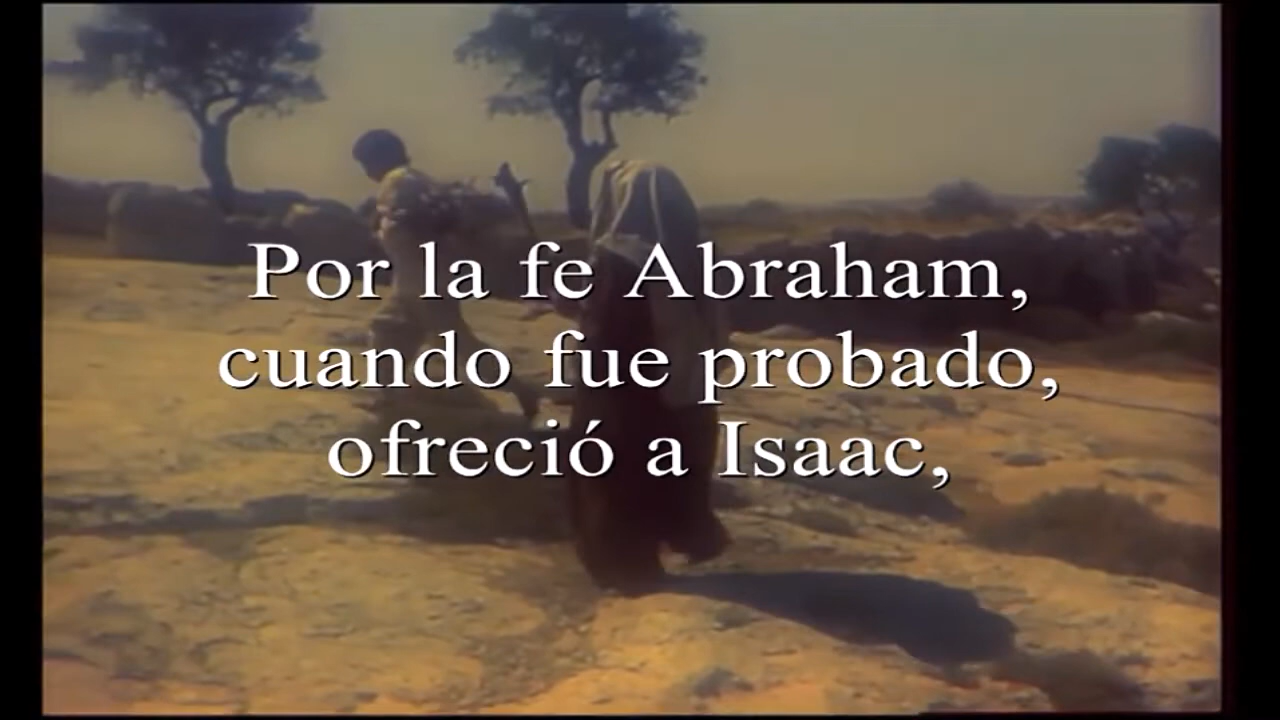 Por la fe Abraham,
cuando fue probado,
ofreció a Isaac,